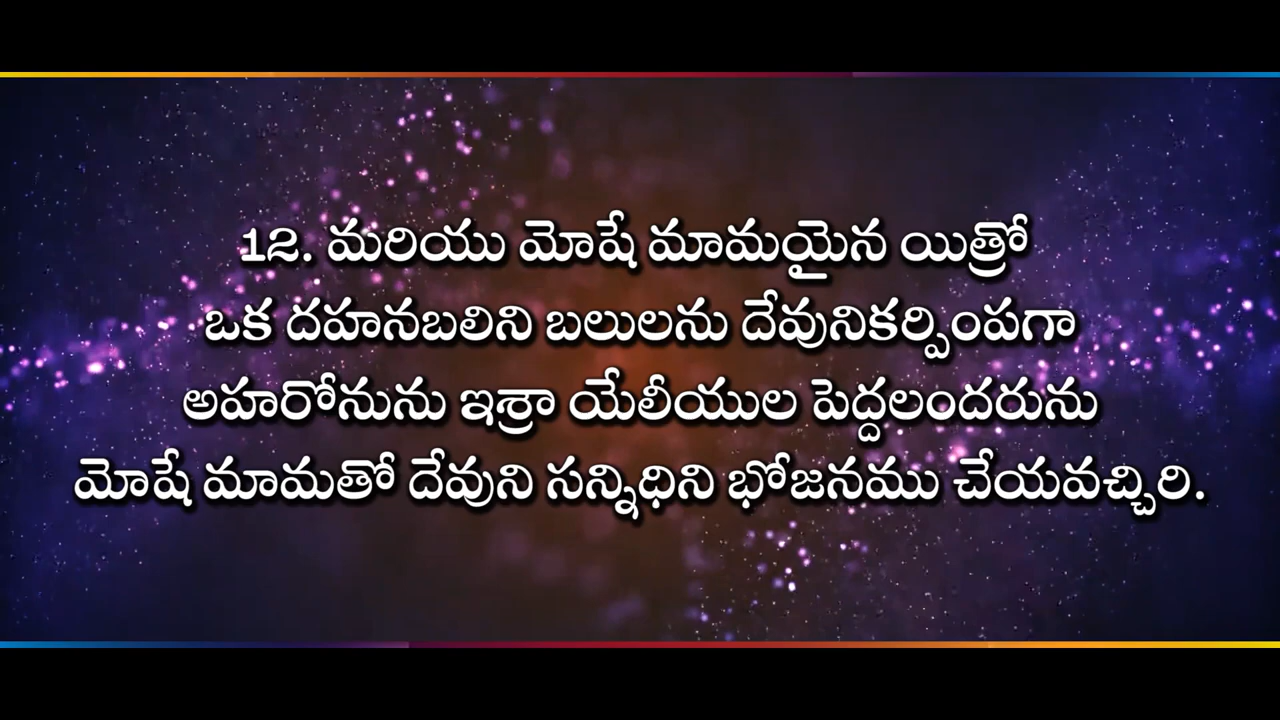 12. మరియు మోషే మామయైన యిత్రో
ఒక దహనబలిని బలులను దేవునికర్పింపగా
అహరోనును ఇశ్రా యేలీయుల పెద్దలందరును
మోషే మామతో దేవుని సన్నిధిని భోజనము చేయవచ్చిరి.